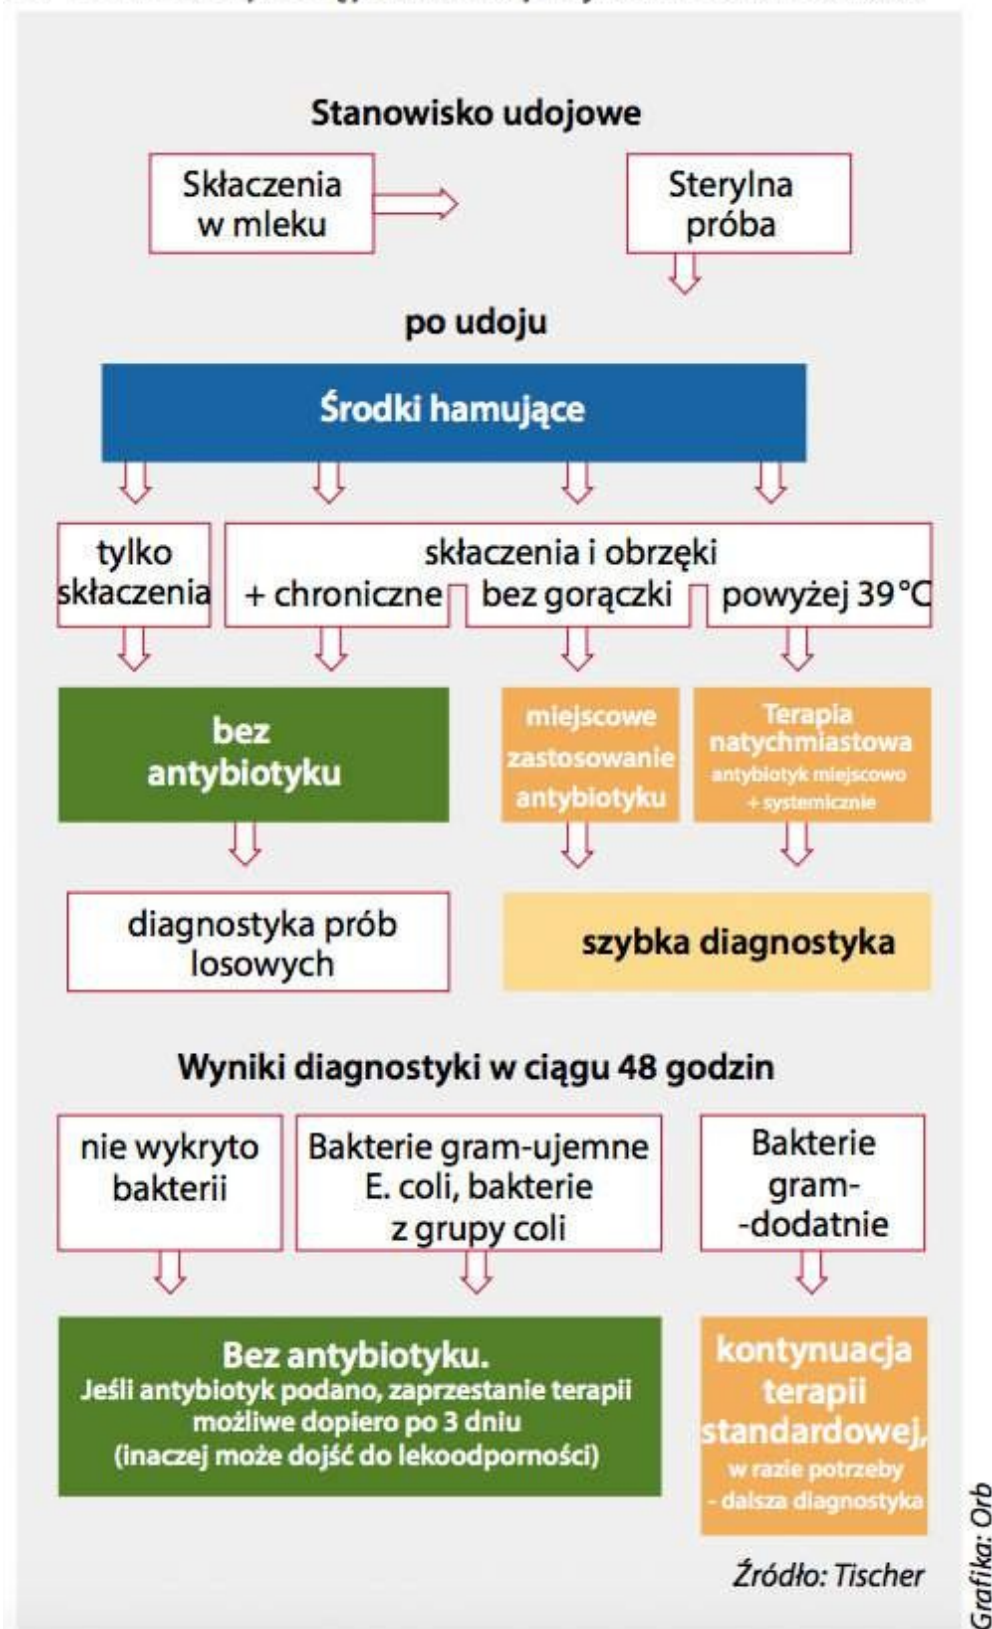 Stanowisko udojowe
Skłaczenia
w mleku
Sterylna
próba
po udoju
Środki hamujące
tylko
skłaczenia
skłaczenia i obrzęki
+ chroniczne
bez gorączki
powyżej 39 °C
bez
antybiotyku
miejscowe
zastosowanie
antybiotyku
Terapia
natychmiastowa
antybiotyk miejscowo
+ systemicznie
diagnostyka prób
losowych
szybka diagnostyka
Wyniki diagnostyki w ciągu 48 godzin
nie wykryto
bakterii
Bakterie gram-ujemne
E. coli, bakterie
z grupy coli
Bakterie
gram-
-dodatnie
Bez antybiotyku.
Jeśli antybiotyk podano, zaprzestanie terapii
możliwe dopiero po 3 dniu
(inaczej może dojść do lekoodporności)
kontynuacja
terapii
standardowej,
w razie potrzeby
- dalsza diagnostyka
Źródło: Tischer
Grafika: Orb